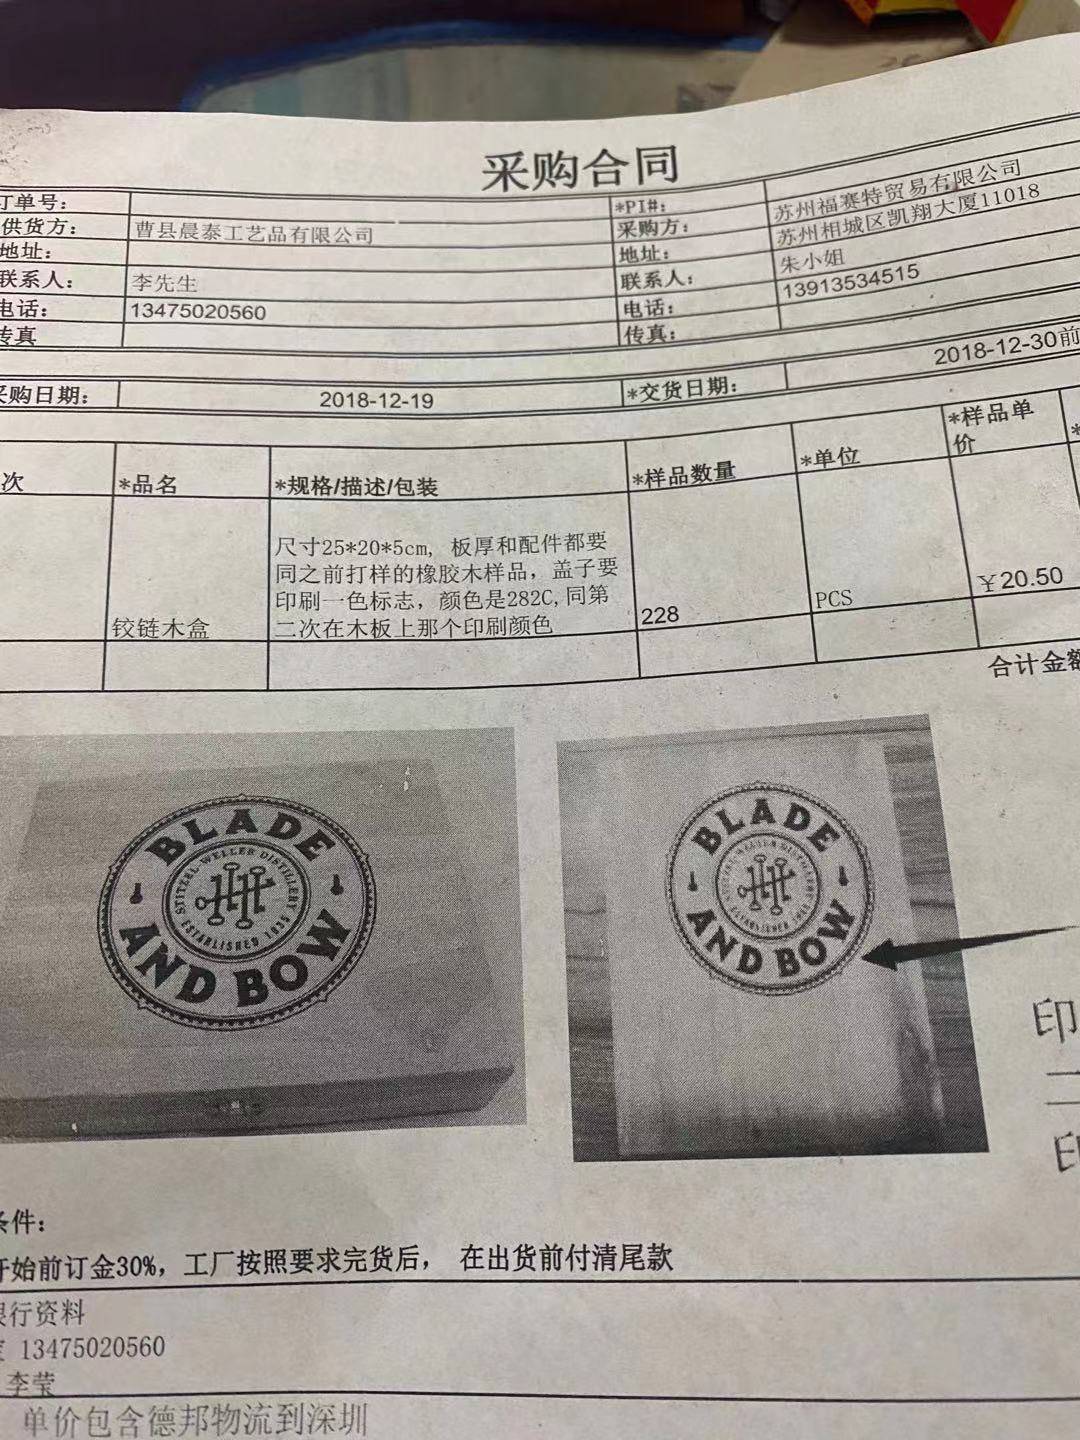 采购合同
订单号：
*PI#：
供货方： 曹县晨泰工艺品有限公司
采购方： 苏州福赛特贸易有限公司
地址：
地址： 苏州相城区凯翔大厦11018
联系人： 李先生
联系人： 朱小姐
电话： 13475020560
电话： 13913534515
传真
传真：
采购日期： 2018-12-19
*交货日期： 2018-12-30前
次 *品名 *规格/描述/包装 *样品数量 *单位 *样品单价
铰链木盒
尺寸25*20*5cm, 板厚和配件都要
同之前打样的橡胶木样品，盖子要
印刷一色标志，颜色是282C,同第
二次在木板上那个印刷颜色
228
PCS
￥20.50
合计金额
BLADE
AND BOW
STITZEL-WELLER DISTILLERY
ESTABLISHED 1935
BLADE
AND BOW
STITZEL-WELLER DISTILLERY
ESTABLISHED 1935
印
一
印
条件：
开始前订金30%，工厂按照要求完货后， 在出货前付清尾款
银行资料
13475020560
李莹
单价包含德邦物流到深圳